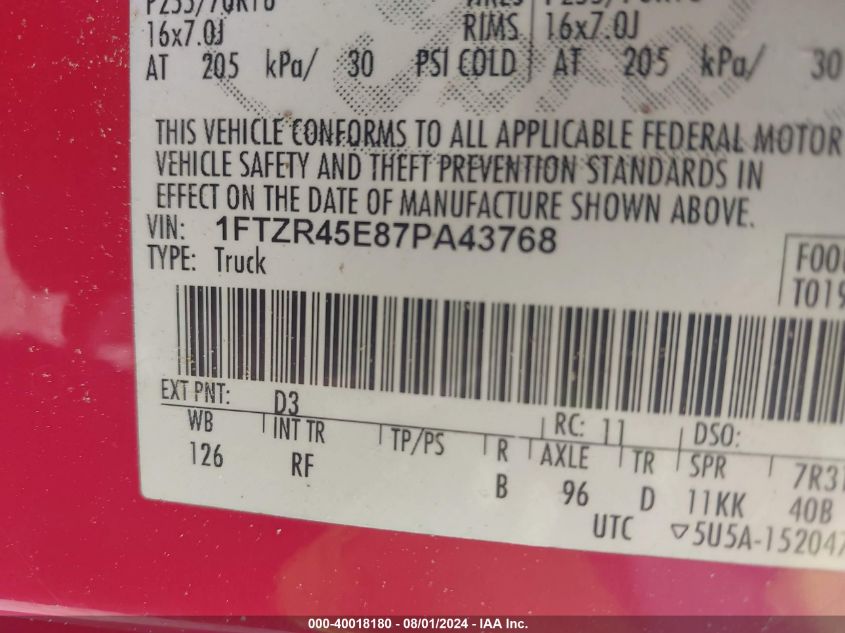 16x7.0J RIMS 16x7.0J
AT 205 kPa/ 30 PSI COLD AT 205 kPa/ 30
THIS VEHICLE CONFORMS TO ALL APPLICABLE FEDERAL MOTOR
VEHICLE SAFETY AND THEFT PREVENTION STANDARDS IN
EFFECT ON THE DATE OF MANUFACTURE SHOWN ABOVE.
VIN: 1FTZR45E87PA43768
TYPE: Truck
EXT PNT: D3 RC: 11 DSO:
WB INT TR TP/PS R AXLE TR SPR
126 RF B 96 D 11KK 40B
UTC ▽5U5A-152047
000-40018180 - 08/01/2024 - IAA Inc.